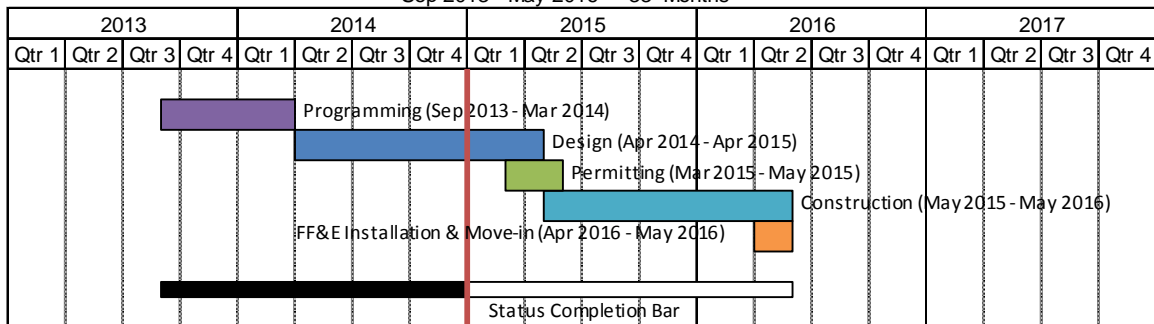 Sep 2013 - May 2016 33 Months
2013 2014 2015 2016 2017
Qtr 1 Qtr 2 Qtr 3 Qtr 4 Qtr 1 Qtr 2 Qtr 3 Qtr 4 Qtr 1 Qtr 2 Qtr 3 Qtr 4 Qtr 1 Qtr 2 Qtr 3 Qtr 4 Qtr 1 Qtr 2 Qtr 3 Qtr 4
Programming (Sep 2013 - Mar 2014)
Design (Apr 2014 - Apr 2015)
Permitting (Mar 2015 - May 2015)
Construction (May 2015 - May 2016)
FF&E Installation & Move-in (Apr 2016 - May 2016)
Status Completion Bar